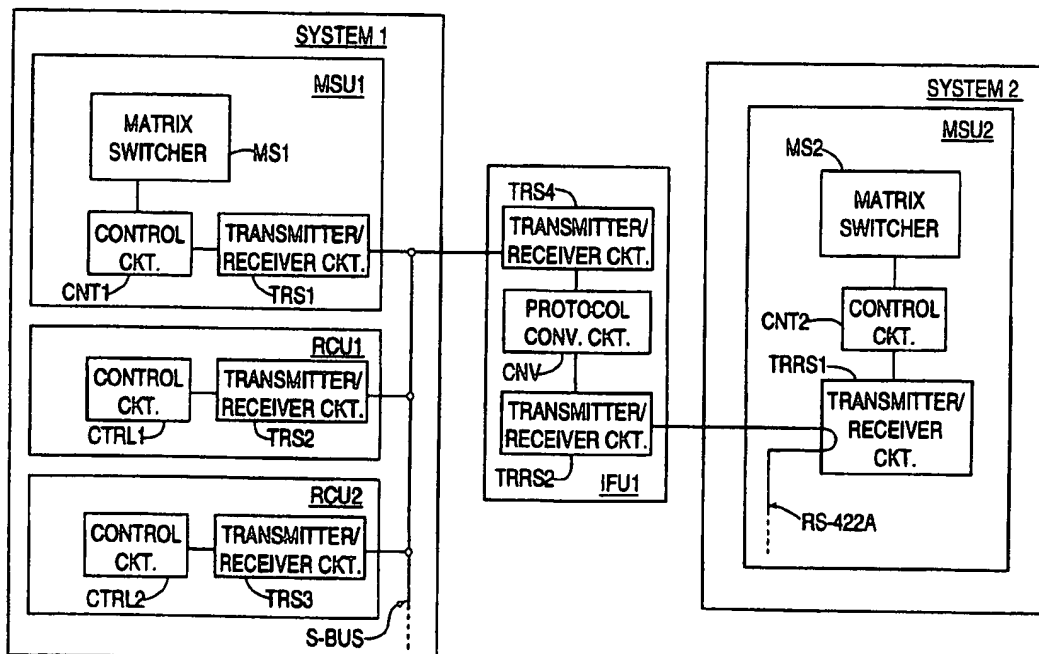 SYSTEM 1
MSU1
MATRIX
SWITCHER
MS1
CONTROL
CKT.
CNT1
TRANSMITTER/
RECEIVER CKT.
TRS1
RCU1
CONTROL
CKT.
CTRL1
TRANSMITTER/
RECEIVER CKT.
TRS2
RCU2
CONTROL
CKT.
CTRL2
TRANSMITTER/
RECEIVER CKT.
TRS3
S-BUS
TRS4
TRANSMITTER/
RECEIVER CKT.
PROTOCOL
CONV. CKT.
CNV
TRANSMITTER/
RECEIVER CKT.
TRRS2
IFU1
SYSTEM 2
MSU2
MS2
MATRIX
SWITCHER
CNT2
CONTROL
CKT.
TRRS1
TRANSMITTER/
RECEIVER
CKT.
RS-422A